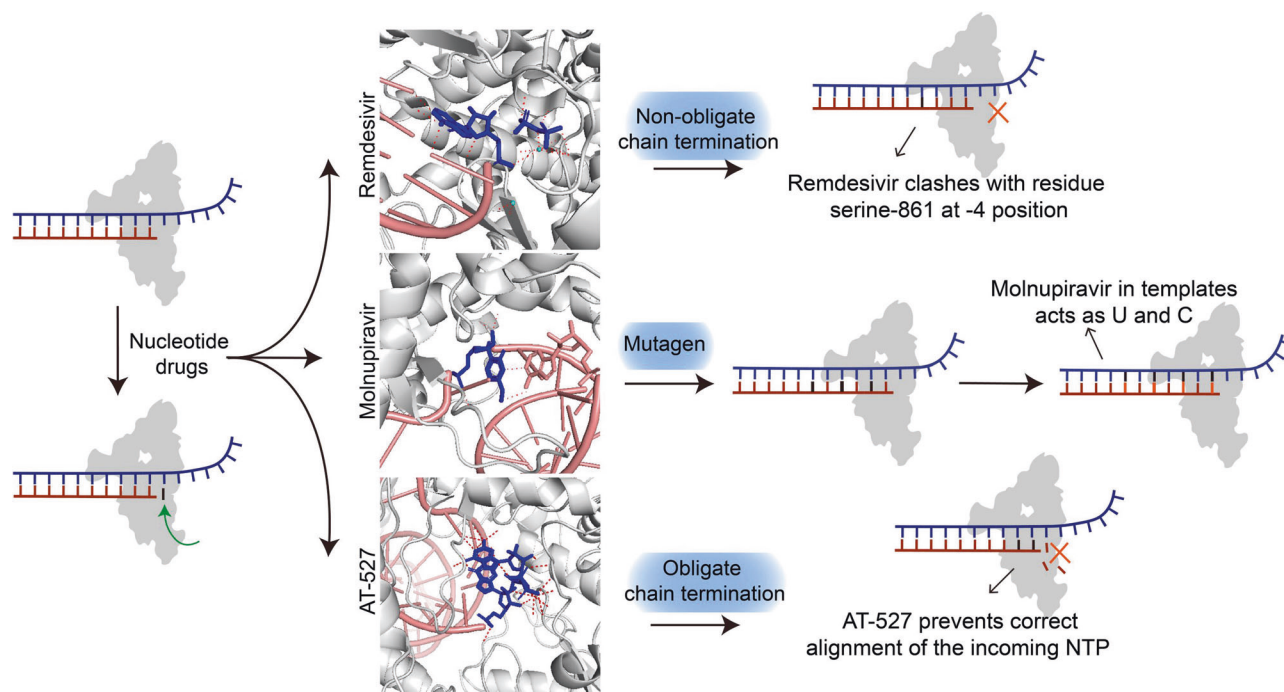 Nucleotide
drugs
Remdesivir
Non-obligate
chain termination
Remdesivir clashes with residue
serine-861 at -4 position
Molnupiravir
Mutagen
Molnupiravir in templates
acts as U and C
AT-527
Obligate
chain termination
AT-527 prevents correct
alignment of the incoming NTP